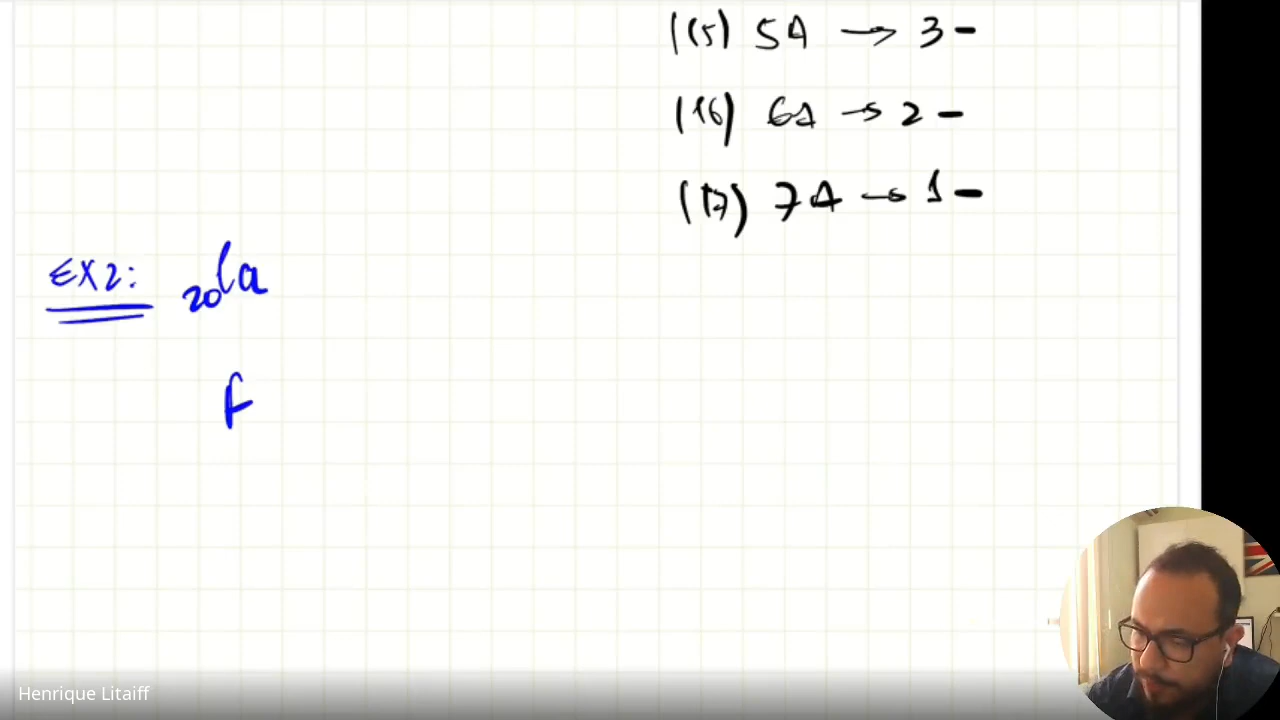 (15) 5A → 3-
(16) 6A → 2-
(17) 7A → 1-
EX2: 20Ca
F
Henrique Litaiff